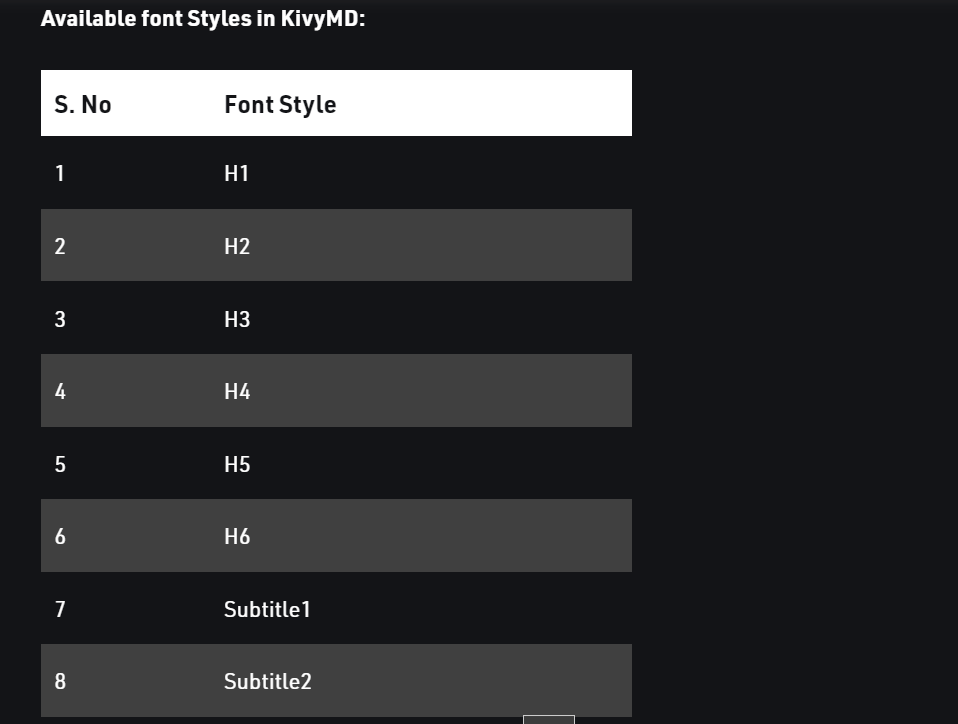 Available font Styles in KivyMD:
S. No Font Style
1 H1
2 H2
3 H3
4 H4
5 H5
6 H6
7 Subtitle1
8 Subtitle2